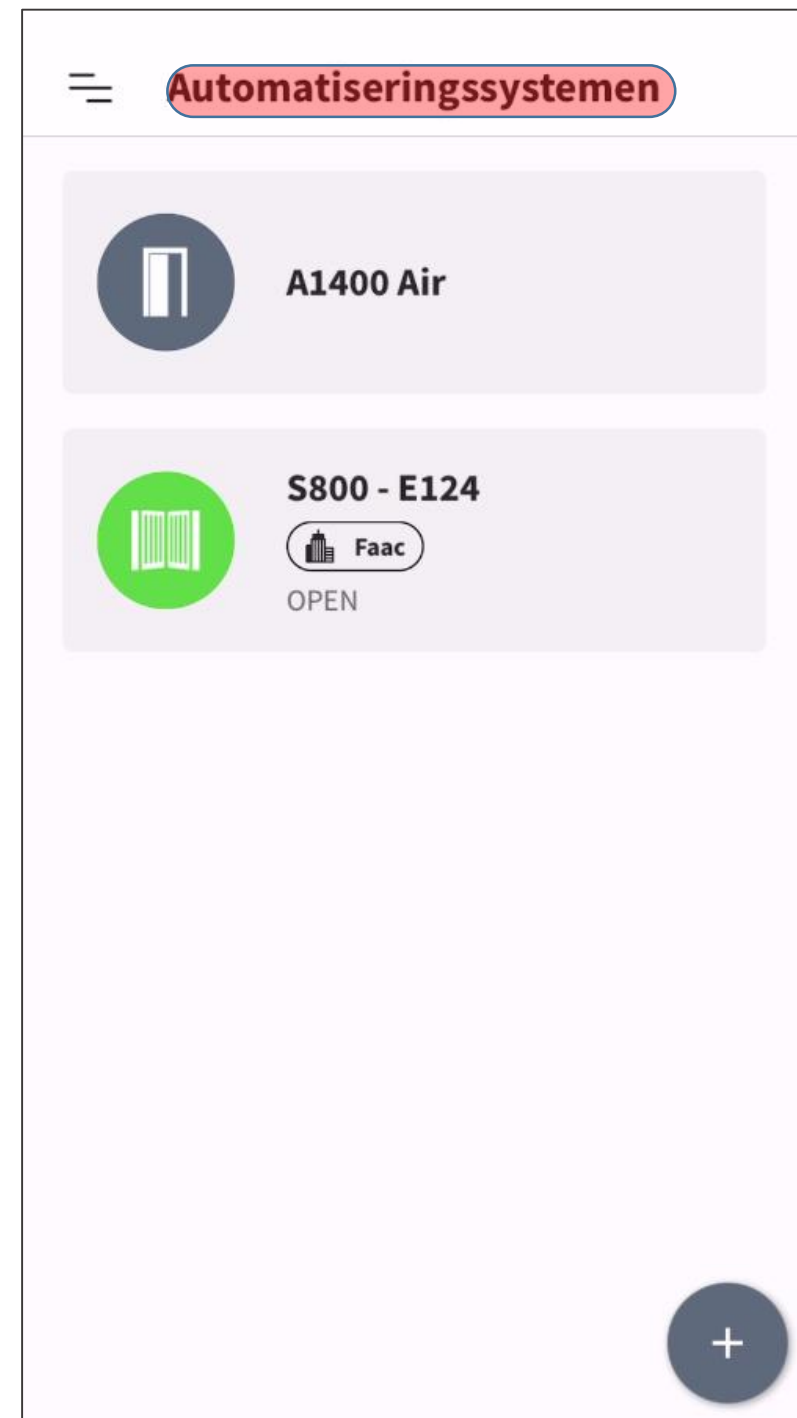 Automatiseringssystemen
A1400 Air
S800 - E124
Faac
OPEN
+